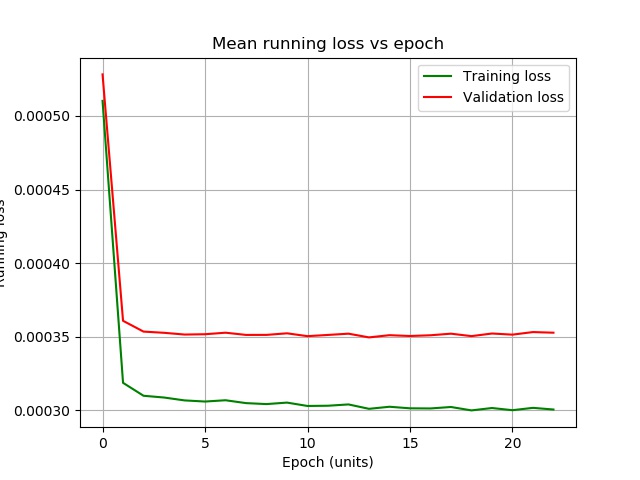 Mean running loss vs epoch
Training loss
Validation loss
0.00050
0.00045
0.00040
0.00035
0.00030
Running loss
0 5 10 15 20
Epoch (units)